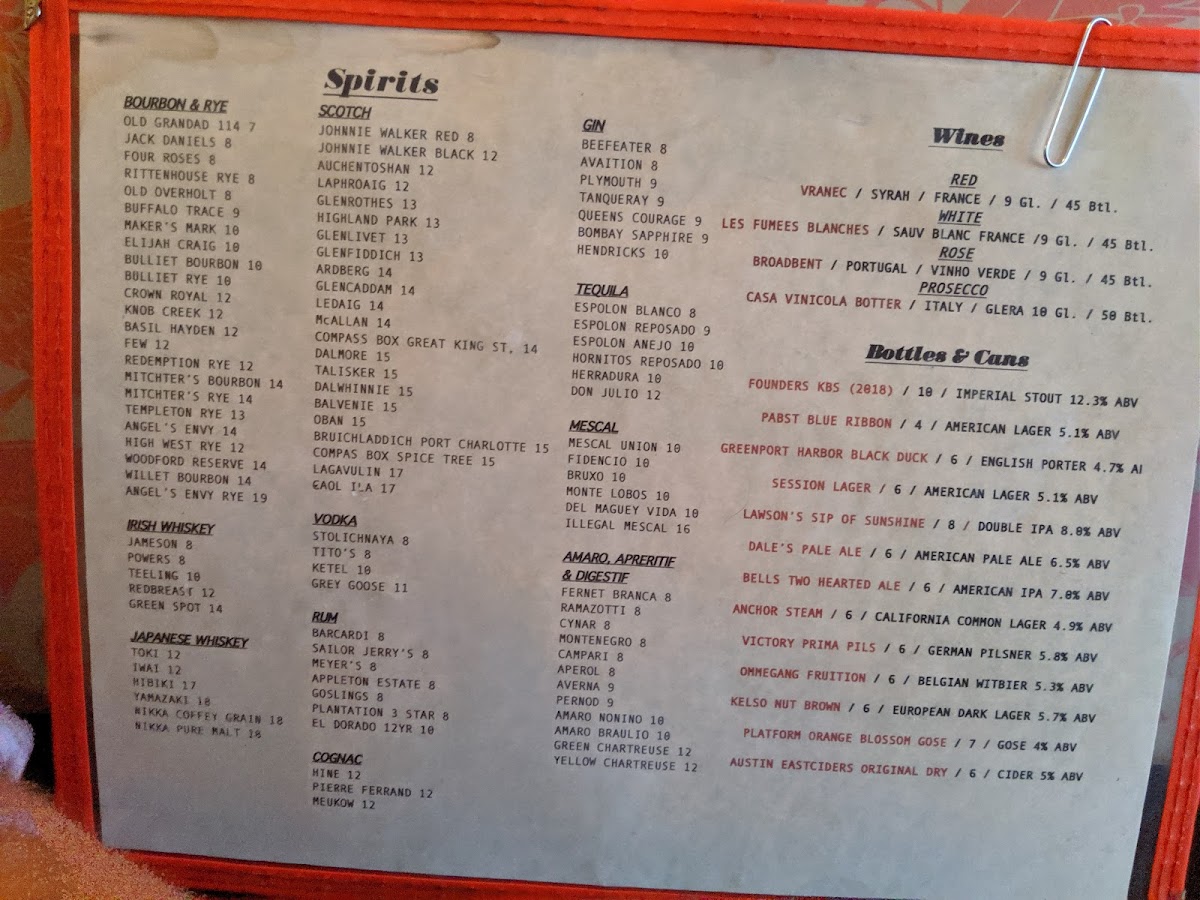 Spirits
BOURBON & RYE
OLD GRANDAD 114 7
JACK DANIELS 8
FOUR ROSES 8
RITTENHOUSE RYE 8
OLD OVERHOLT 8
BUFFALO TRACE 9
MAKER'S MARK 10
ELIJAH CRAIG 10
BULLIET BOURBON 10
BULLIET RYE 10
CROWN ROYAL 12
KNOB CREEK 12
BASIL HAYDEN 12
FEW 12
REDEMPTION RYE 12
MITCHTER'S BOURBON 14
MITCHTER'S RYE 14
TEMPLETON RYE 13
ANGEL'S ENVY 14
HIGH WEST RYE 12
WOODFORD RESERVE 14
WILLET BOURBON 14
ANGEL'S ENVY RYE 19
IRISH WHISKEY
JAMESON 8
POWERS 8
TEELING 10
REDBREAST 12
GREEN SPOT 14
JAPANESE WHISKEY
TOKI 12
IWAI 12
HIBIKI 17
YAMAZAKI 18
NIKKA COFFEY GRAIN 18
NIKKA PURE MALT 18
SCOTCH
JOHNNIE WALKER RED 8
JOHNNIE WALKER BLACK 12
AUCHENTOSHAN 12
LAPHROAIG 12
GLENROTHES 13
HIGHLAND PARK 13
GLENLIVET 13
GLENFIDDICH 13
ARDBERG 14
GLENCADDAM 14
LEDAIG 14
McALLAN 14
COMPASS BOX GREAT KING ST, 14
DALMORE 15
TALISKER 15
DALWHINNIE 15
BALVENIE 15
OBAN 15
BRUICHLADDICH PORT CHARLOTTE 15
COMPAS BOX SPICE TREE 15
LAGAVULIN 17
CAOL ILA 17
VODKA
STOLICHNAYA 8
TITO'S 8
KETEL 10
GREY GOOSE 11
RUM
BARCARDI 8
SAILOR JERRY'S 8
MEYER'S 8
APPLETON ESTATE 8
GOSLINGS 8
PLANTATION 3 STAR 8
EL DORADO 12YR 10
COGNAC
HINE 12
PIERRE FERRAND 12
MEUKOW 12
GIN
BEEFEATER 8
AVAITION 8
PLYMOUTH 9
TANQUERAY 9
QUEENS COURAGE 9
BOMBAY SAPPHIRE 9
HENDRICKS 10
TEQUILA
ESPOLON BLANCO 8
ESPOLON REPOSADO 9
ESPOLON ANEJO 10
HORNITOS REPOSADO 10
HERRADURA 10
DON JULIO 12
MESCAL
MESCAL UNION 10
FIDENCIO 10
BRUXO 10
MONTE LOBOS 10
DEL MAGUEY VIDA 10
ILLEGAL MESCAL 16
AMARO, APRERITIF
& DIGESTIF
FERNET BRANCA 8
RAMAZOTTI 8
CYNAR 8
MONTENEGRO 8
CAMPARI 8
APEROL 8
AVERNA 9
PERNOD 9
AMARO NONINO 10
AMARO BRAULIO 10
GREEN CHARTREUSE 12
YELLOW CHARTREUSE 12
Wines
RED
VRANEC / SYRAH / FRANCE / 9 Gl. / 45 Btl.
WHITE
LES FUMEES BLANCHES / SAUV BLANC FRANCE /9 Gl. / 45 Btl.
ROSE
BROADBENT / PORTUGAL / VINHO VERDE / 9 Gl. / 45 Btl.
PROSECCO
CASA VINICOLA BOTTER / ITALY / GLERA 10 Gl. / 50 Btl.
Bottles & Cans
FOUNDERS KBS (2018) / 10 / IMPERIAL STOUT 12.3% ABV
PABST BLUE RIBBON / 4 / AMERICAN LAGER 5.1% ABV
GREENPORT HARBOR BLACK DUCK / 6 / ENGLISH PORTER 4.7%
SESSION LAGER / 6 / AMERICAN LAGER 5.1% ABV
LAWSON'S SIP OF SUNSHINE / 8 / DOUBLE IPA 8.0% ABV
DALE'S PALE ALE / 6 / AMERICAN PALE ALE 6.5% ABV
BELLS TWO HEARTED ALE / 6 / AMERICAN IPA 7.0% ABV
ANCHOR STEAM / 6 / CALIFORNIA COMMON LAGER 4.9% ABV
VICTORY PRIMA PILS / 6 / GERMAN PILSNER 5.8% ABV
OMMEGANG FRUITION / 6 / BELGIAN WITBIER 5.3% ABV
KELSO NUT BROWN / 6 / EUROPEAN DARK LAGER 5.7% ABV
PLATFORM ORANGE BLOSSOM GOSE / 7 / GOSE 4% ABV
AUSTIN EASTCIDERS ORIGINAL DRY / 6 / CIDER 5% ABV